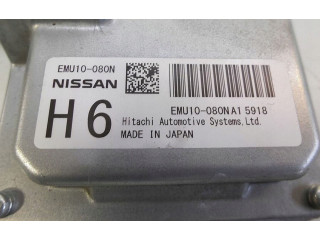 EMU10-080N
NISSAN
H6
EMU10-080NA1 5918
Hitachi Automotive Systems,Ltd.
MADE IN JAPAN